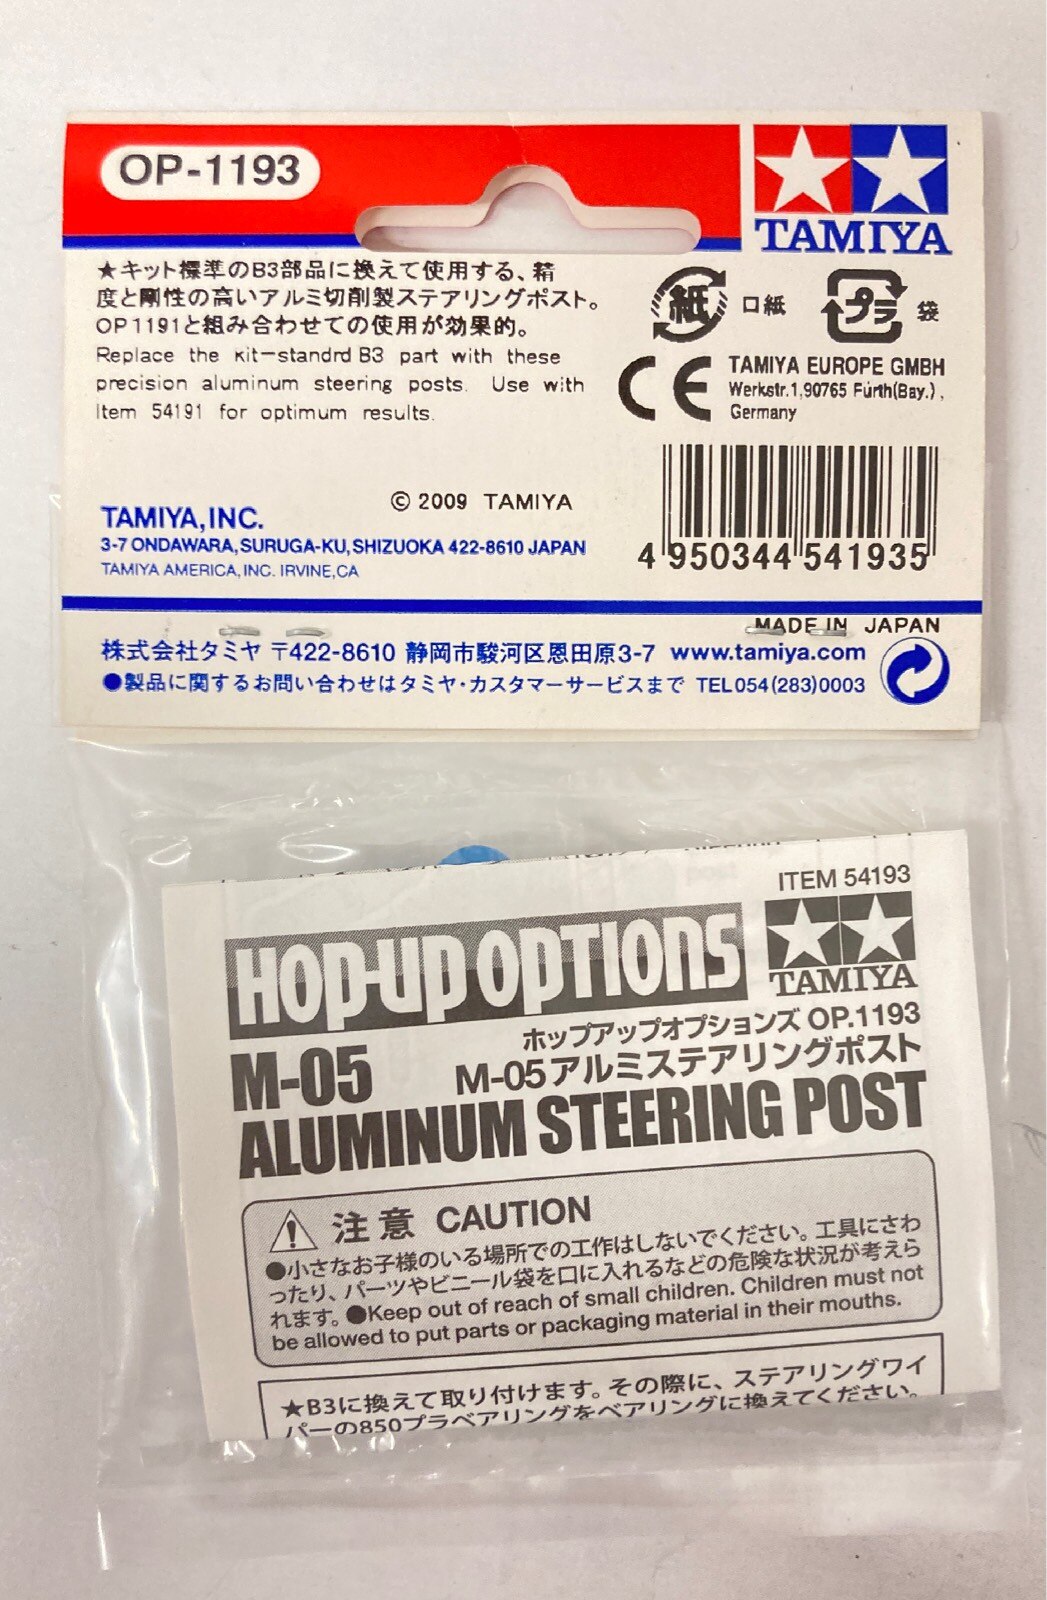 OP-1193
TAMIYA
★キット標準のB3部品に換えて使用する、精
度と剛性の高いアルミ切削製ステアリングポスト。
OP1191と組み合わせての使用が効果的。
Replace the kit-standrd B3 part with these
precision aluminum steering posts. Use with
Item 54191 for optimum results.
紙 口紙 プラ 袋
CE TAMIYA EUROPE GMBH
Werkstr.1,90765 Fürth(Bay.),
Germany
© 2009 TAMIYA
TAMIYA,INC.
3-7 ONDAWARA, SURUGA-KU, SHIZUOKA 422-8610 JAPAN
TAMIYA AMERICA, INC. IRVINE, CA
4 950344 541935
MADE IN JAPAN
株式会社タミヤ 〒422-8610 静岡市駿河区恩田原3-7 www.tamiya.com
●製品に関するお問い合わせはタミヤ・カスタマーサービスまで TEL054(283)0003
ITEM 54193
HOP-UP OPTIONS
TAMIYA
ホップアップオプションズ OP.1193
M-05 M-05アルミステアリングポスト
ALUMINUM STEERING POST
注意 CAUTION
●小さなお子様のいる場所での工作はしないでください。工具にさわ
ったり、パーツやビニール袋を口に入れるなどの危険な状況が考えら
れます。●Keep out of reach of small children. Children must not
be allowed to put parts or packaging material in their mouths.
★B3に換えて取り付けます。その際に、ステアリングワイ
パーの850プラベアリングをベアリングに換えてください。